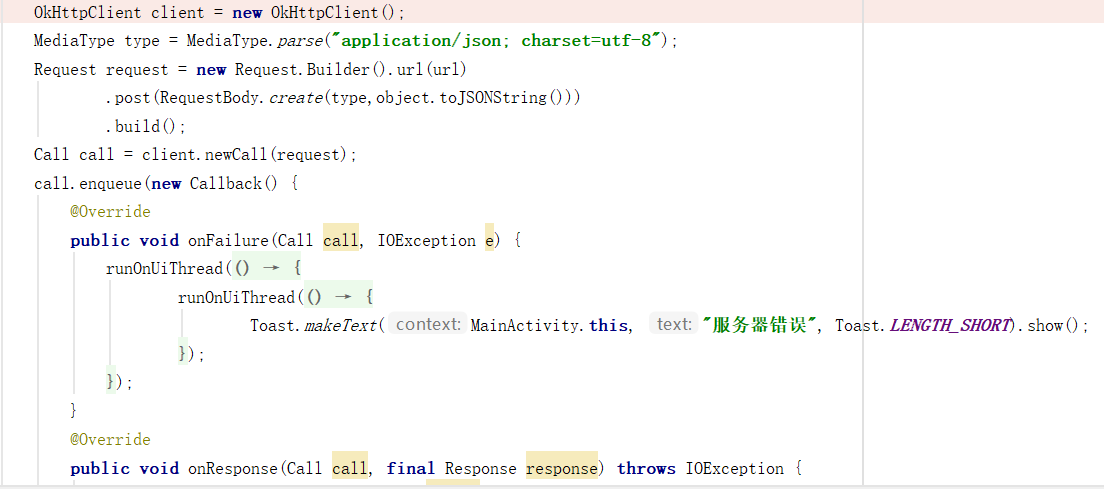 OkHttpClient client = new OkHttpClient();
MediaType type = MediaType.parse("application/json; charset=utf-8");
Request request = new Request.Builder().url(url)
.post(RequestBody.create(type,object.toJSONString()))
.build();
Call call = client.newCall(request);
call.enqueue(new Callback() {
@Override
public void onFailure(Call call, IOException e) {
runOnUiThread(() → {
runOnUiThread(() → {
Toast.makeText( context: MainActivity.this, text: "服务器错误", Toast.LENGTH_SHORT).show();
});
});
}
@Override
public void onResponse(Call call, final Response response) throws IOException {